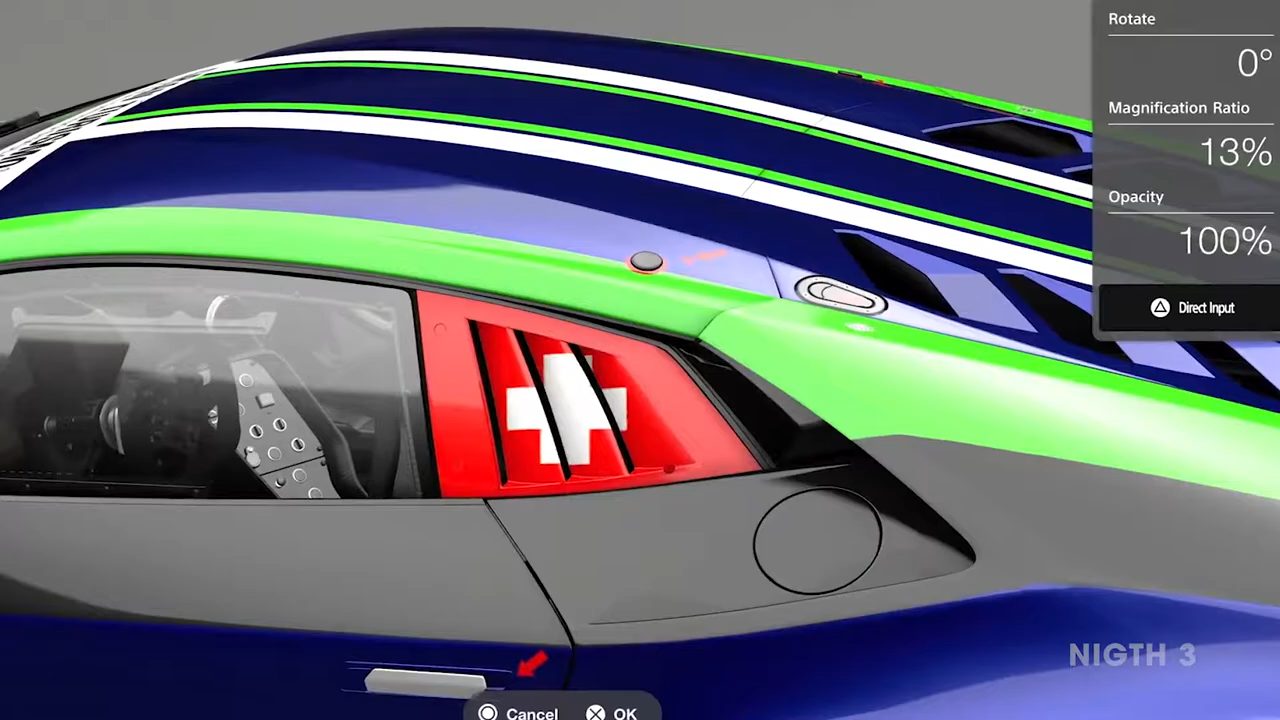 Rotate
0°
Magnification Ratio
13%
Opacity
100%
Direct Input
NIGTH 3
Cancel
OK